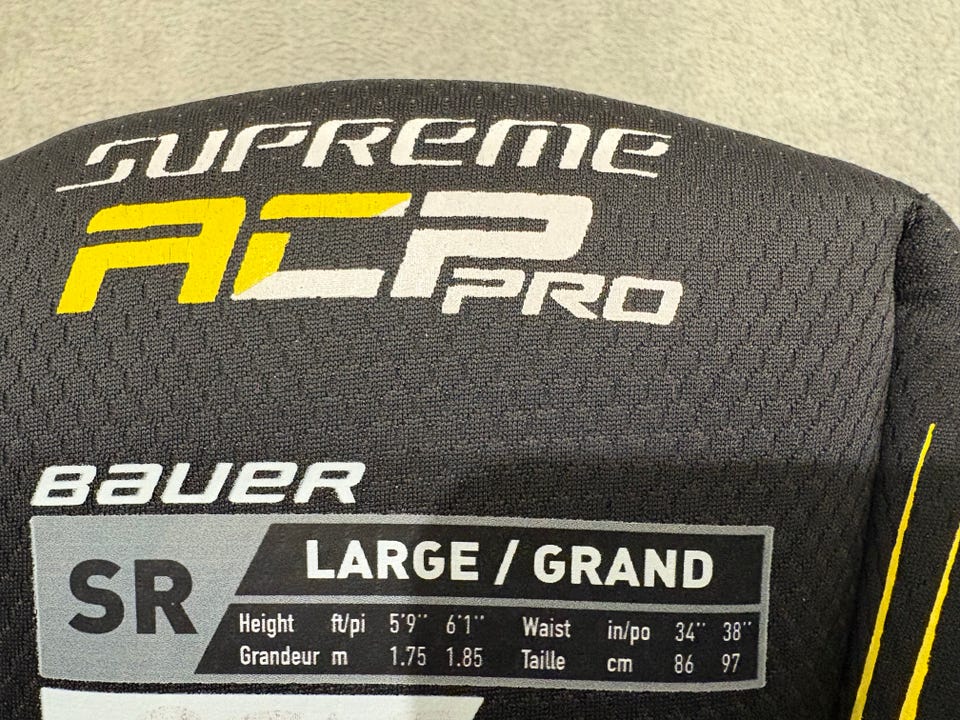 SUPREME
ACP PRO
BAUER
SR
LARGE / GRAND
Height ft/pi 5'9'' 6'1'' Waist in/po 34'' 38''
Grandeur m 1.75 1.85 Taille cm 86 97